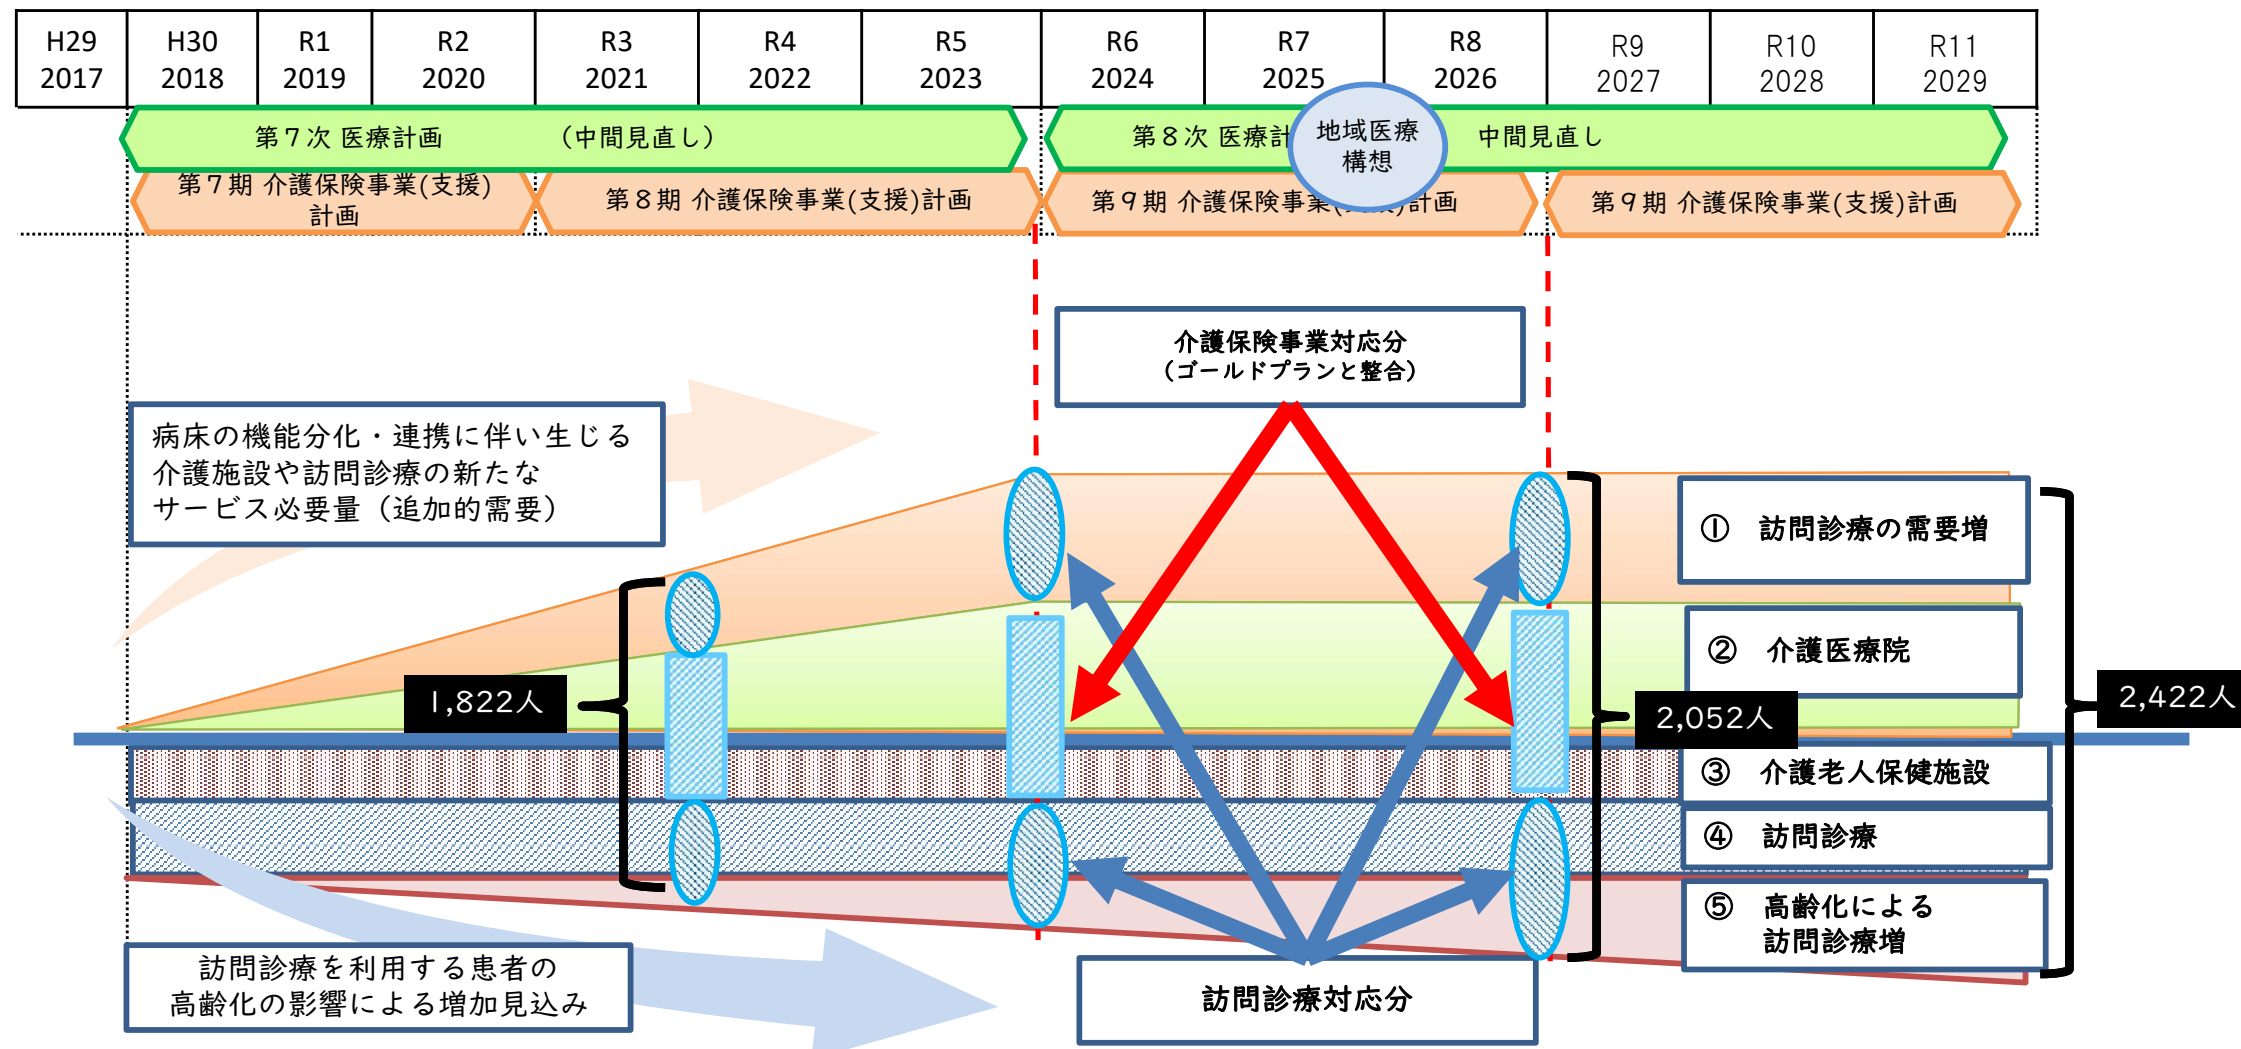 H29 H30 R1 R2 R3 R4 R5 R6 R7 R8 R9 R10 R11
2017 2018 2019 2020 2021 2022 2023 2024 2025 2026 2027 2028 2029
第7次 医療計画 (中間見直し)
第8次 医療計
地域医療
構想
中間見直し
第7期 介護保険事業(支援)
計画
第8期 介護保険事業(支援)計画
第9期 介護保険事業( )計画
第9期 介護保険事業(支援)計画
介護保険事業対応分
(ゴールドプランと整合)
病床の機能分化・連携に伴い生じる
介護施設や訪問診療の新たな
サービス必要量(追加的需要)
① 訪問診療の需要増
② 介護医療院
1,822人
2,052人
2,422人
③ 介護老人保健施設
④ 訪問診療
⑤ 高齢化による
訪問診療増
訪問診療を利用する患者の
高齢化の影響による増加見込み
訪問診療対応分